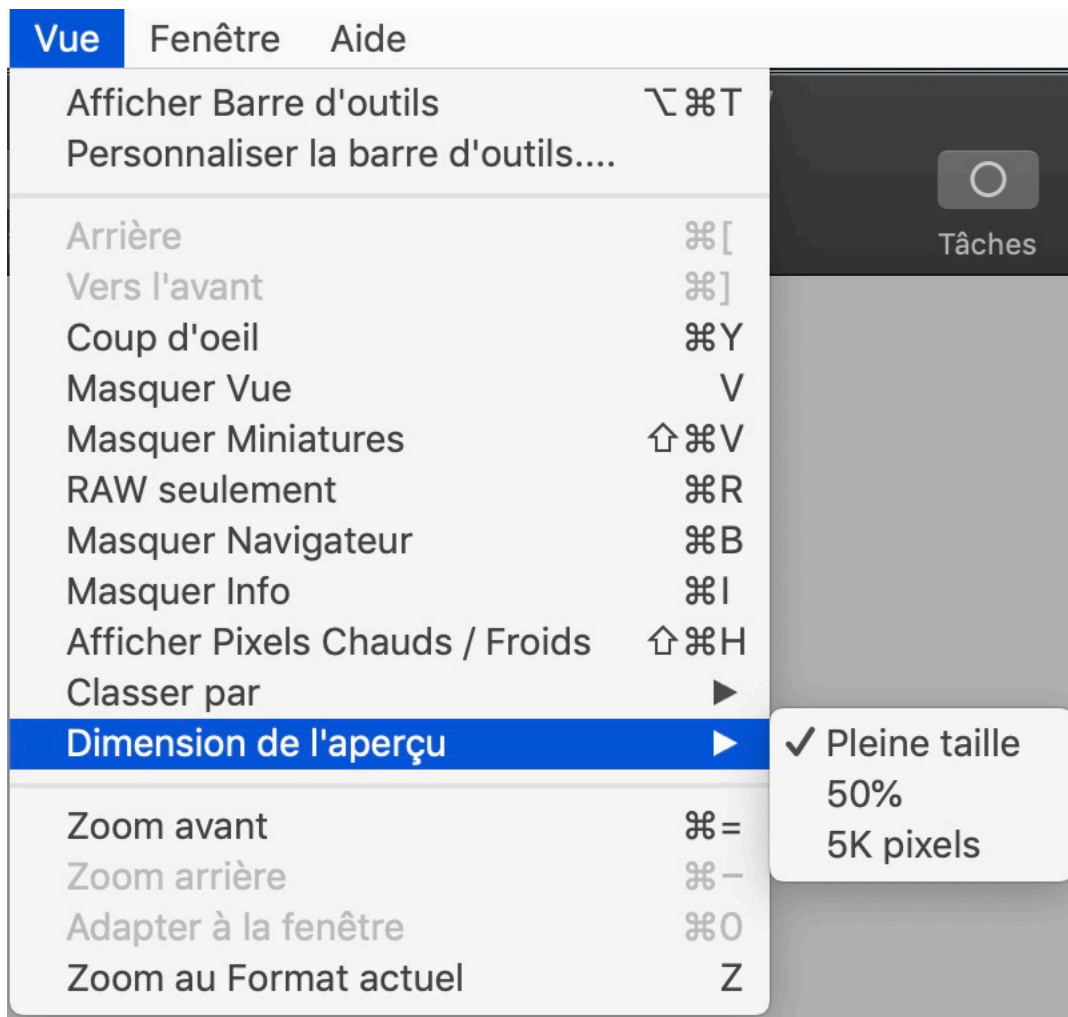 Vue Fenêtre Aide
Afficher Barre d'outils ⌥⌘T
Personnaliser la barre d'outils....
Tâches
Arrière ⌘[
Vers l'avant ⌘]
Coup d'oeil ⌘Y
Masquer Vue V
Masquer Miniatures ⇧⌘V
RAW seulement ⌘R
Masquer Navigateur ⌘B
Masquer Info ⌘I
Afficher Pixels Chauds / Froids ⇧⌘H
Classer par ▶
Dimension de l'aperçu ▶
✓ Pleine taille
50%
5K pixels
Zoom avant ⌘=
Zoom arrière ⌘−
Adapter à la fenêtre ⌘0
Zoom au Format actuel Z